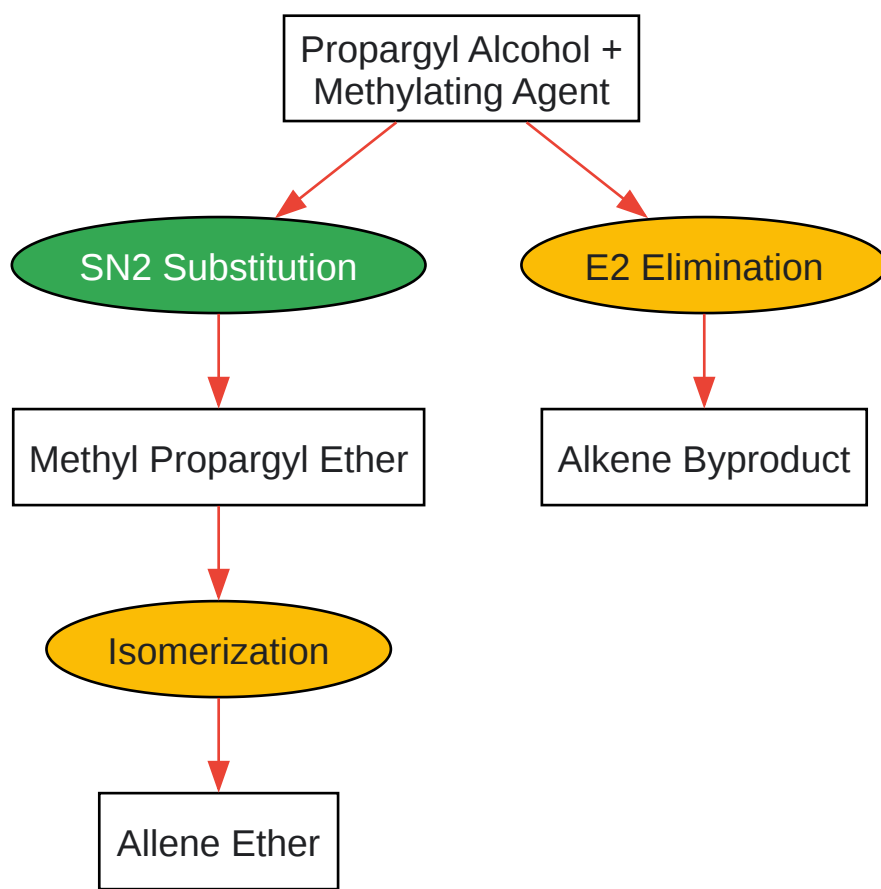 Propargyl Alcohol +
Methylating Agent
SN2 Substitution
E2 Elimination
Methyl Propargyl Ether
Alkene Byproduct
Isomerization
Allene Ether